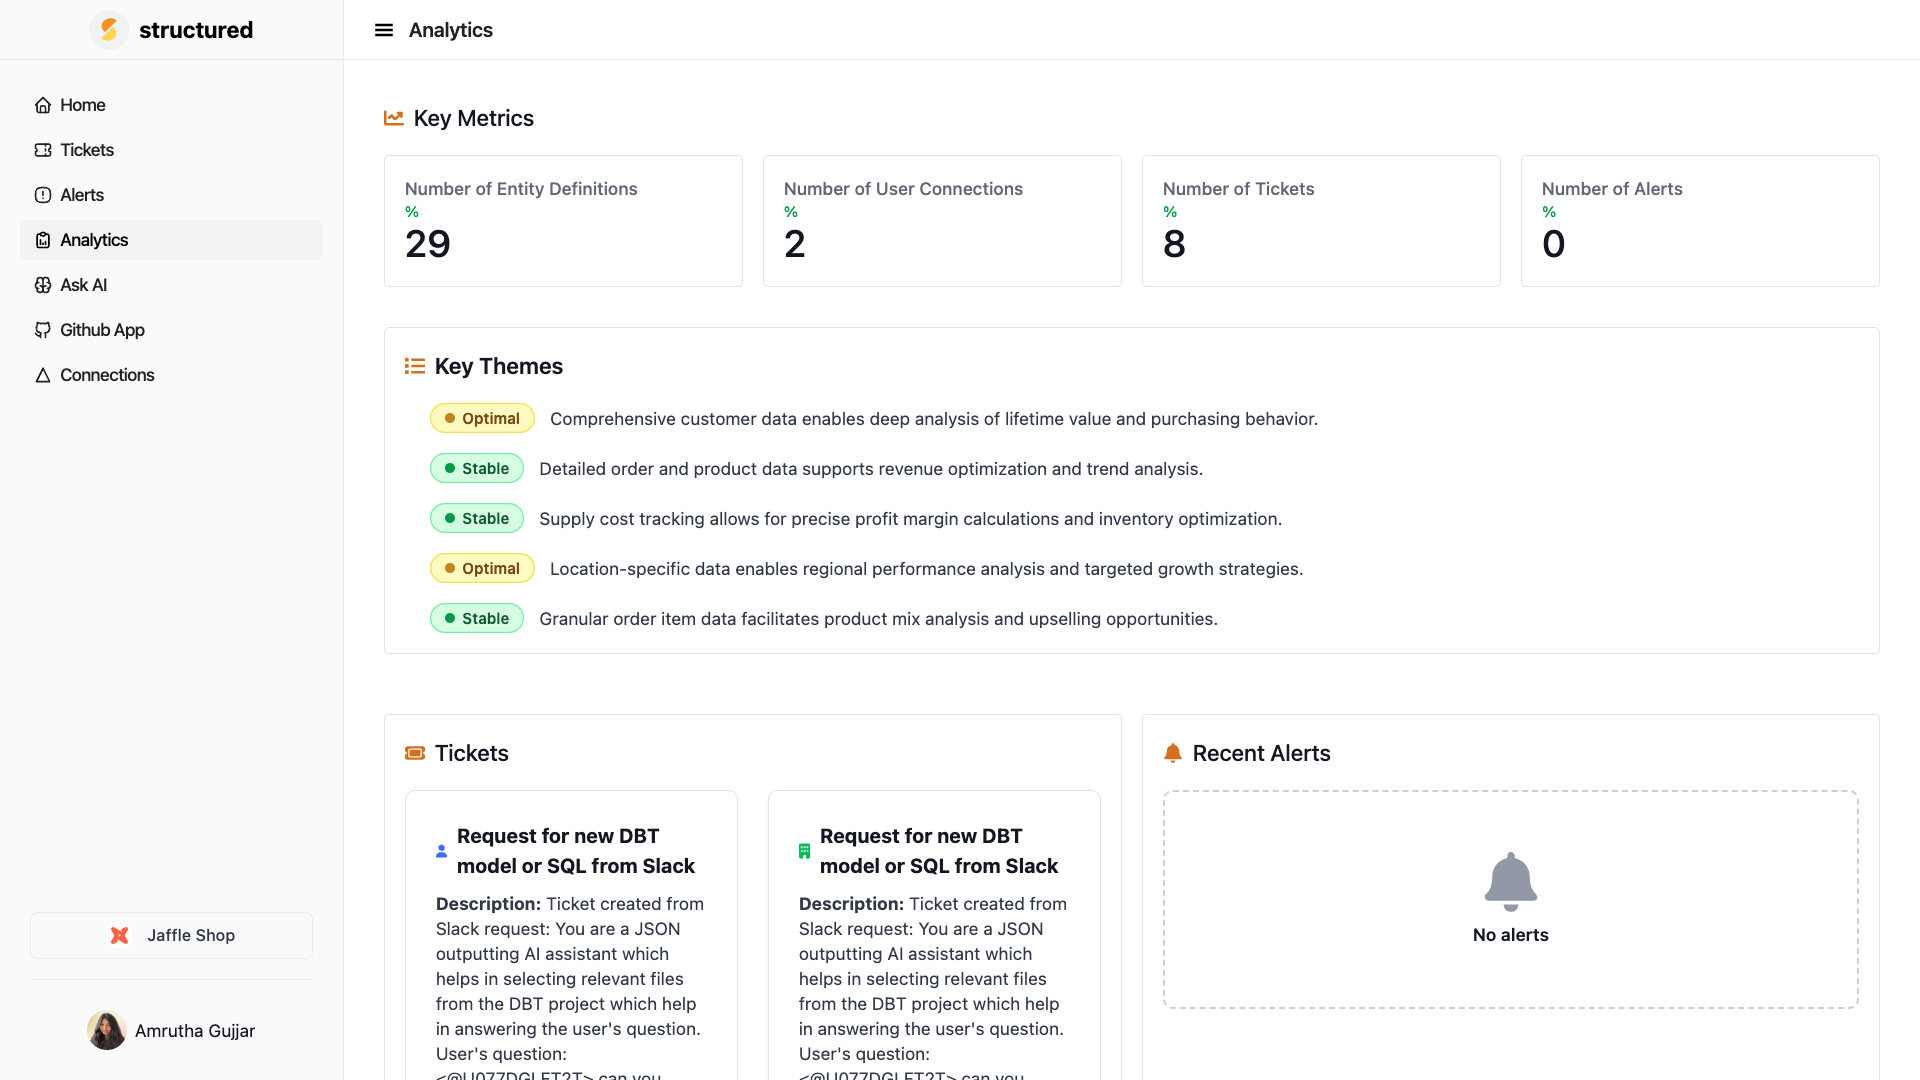 structured
Analytics
Home
Tickets
Alerts
Analytics
Ask AI
Github App
Connections
Jaffle Shop
Amrutha Gujjar
Key Metrics
Number of Entity Definitions
%
29
Number of User Connections
%
2
Number of Tickets
%
8
Number of Alerts
%
0
Key Themes
Optimal Comprehensive customer data enables deep analysis of lifetime value and purchasing behavior.
Stable Detailed order and product data supports revenue optimization and trend analysis.
Stable Supply cost tracking allows for precise profit margin calculations and inventory optimization.
Optimal Location-specific data enables regional performance analysis and targeted growth strategies.
Stable Granular order item data facilitates product mix analysis and upselling opportunities.
Tickets
Request for new DBT
model or SQL from Slack
Description: Ticket created from
Slack request: You are a JSON
outputting AI assistant which
helps in selecting relevant files
from the DBT project which help
in answering the user's question.
User's question:
can you
Request for new DBT
model or SQL from Slack
Description: Ticket created from
Slack request: You are a JSON
outputting AI assistant which
helps in selecting relevant files
from the DBT project which help
in answering the user's question.
User's question:
can you
Recent Alerts
No alerts